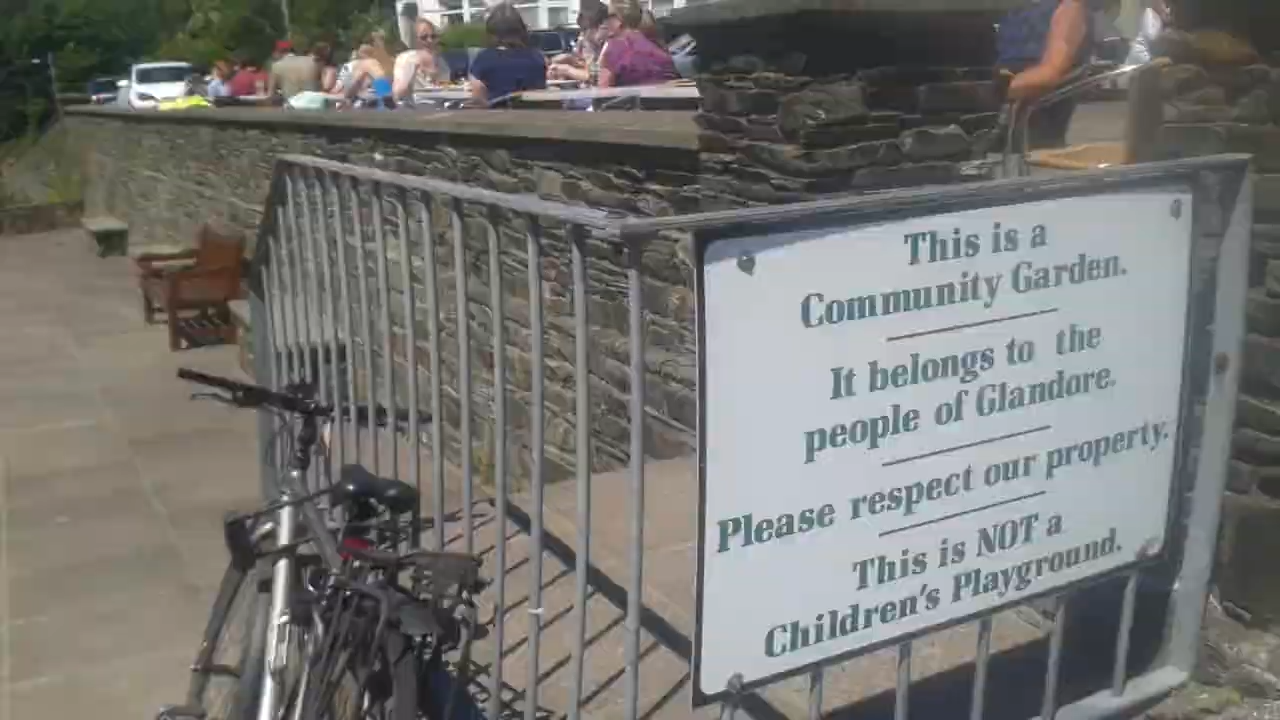 This is a
Community Garden.
It belongs to the
people of Glandore.
Please respect our property.
This is NOT a
Children's Playground.